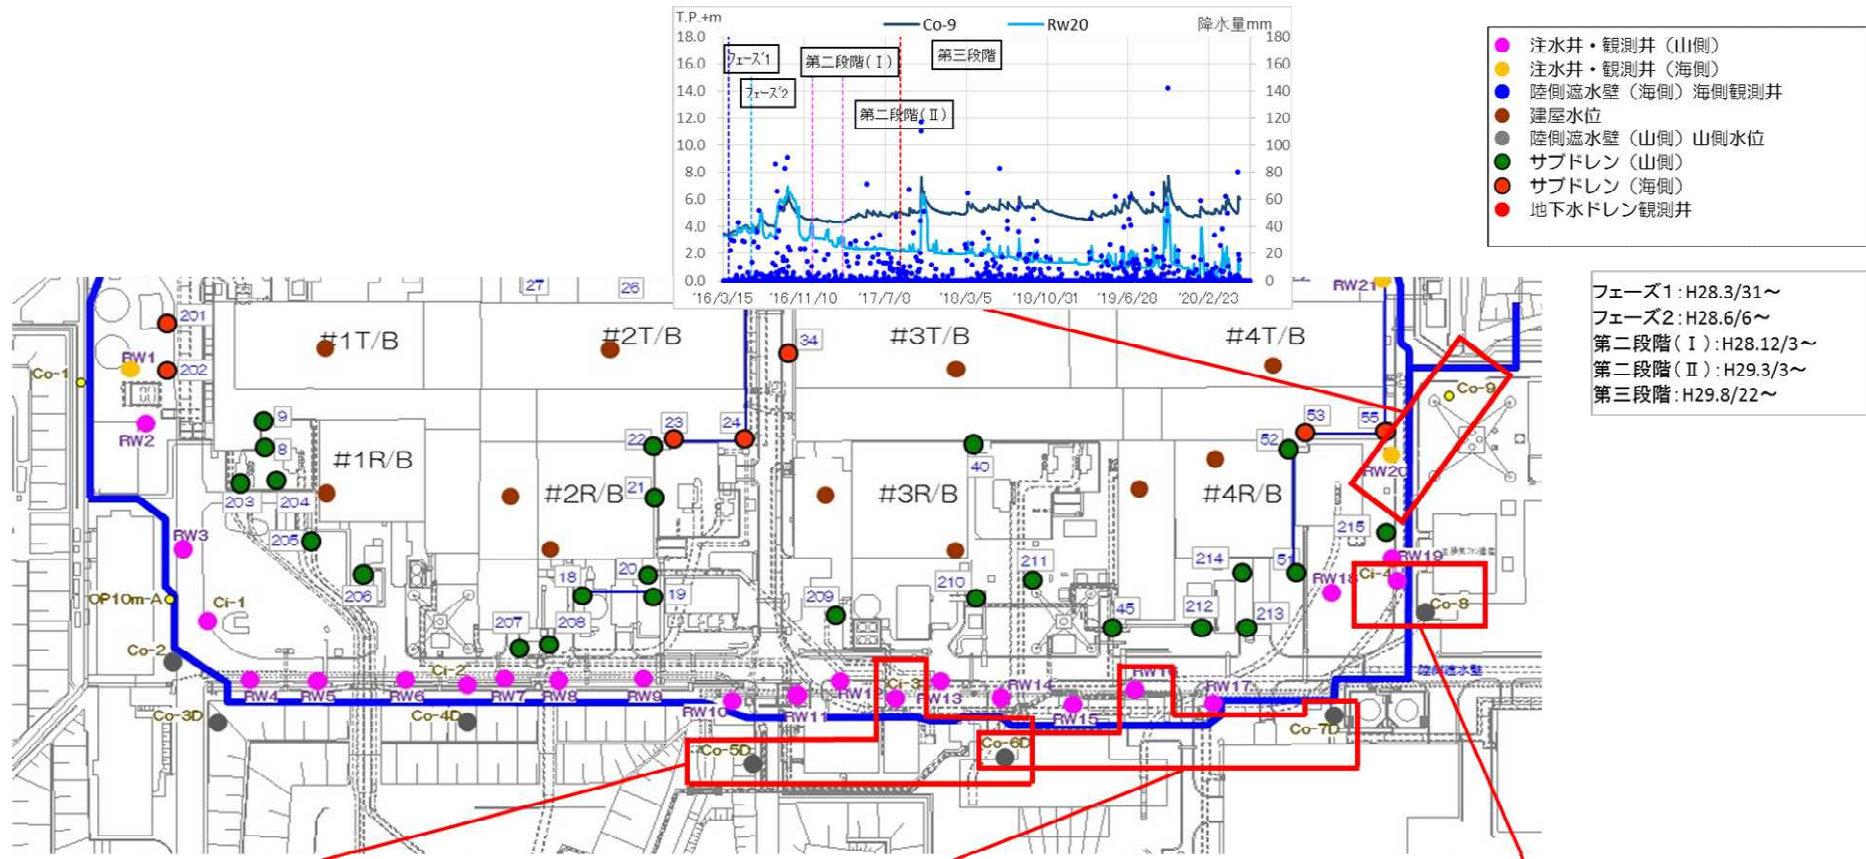 T.P.+m
Co-9
Rw20
降水量mm
18.0
16.0
14.0
12.0
10.0
8.0
6.0
4.0
2.0
0.0
180
160
140
120
100
80
60
40
20
0
フェーズ1
フェーズ2
第二段階(Ⅰ)
第二段階(Ⅱ)
第三段階
'16/3/15
'16/11/10
'17/7/8
'18/3/5
'18/10/31
'19/6/28
'20/2/23
注水井・観測井（山側）
注水井・観測井（海側）
陸側遮水壁（海側）海側観測井
建屋水位
陸側遮水壁（山側）山側水位
サブドレン（山側）
サブドレン（海側）
地下水ドレン観測井
フェーズ1：H28.3/31～
フェーズ2：H28.6/6～
第二段階(Ⅰ)：H28.12/3～
第二段階(Ⅱ)：H29.3/3～
第三段階：H29.8/22～
27
26
RW21
201
#1T/B
#2T/B
34
#3T/B
#4T/B
RW1
202
Co-1
Co-9
RW2
9
8
23
24
22
53
55
52
40
#1R/B
RW20
203
204
21
#2R/B
#3R/B
#4R/B
215
RW3
205
RW19
OP10m-A
206
18
20
19
210
211
214
51
RW18
Ci-4
Ci-1
207
208
209
45
212
213
Co-8
Co-2
陸側遮水壁
RW4
RW5
RW6
Ci-2
RW7
RW8
RW9
RW10
RW11
RW12
Ci-3
RW13
RW14
RW15
RW17
Co-3D
Co-4D
Co-5D
Co-6D
Co-7D